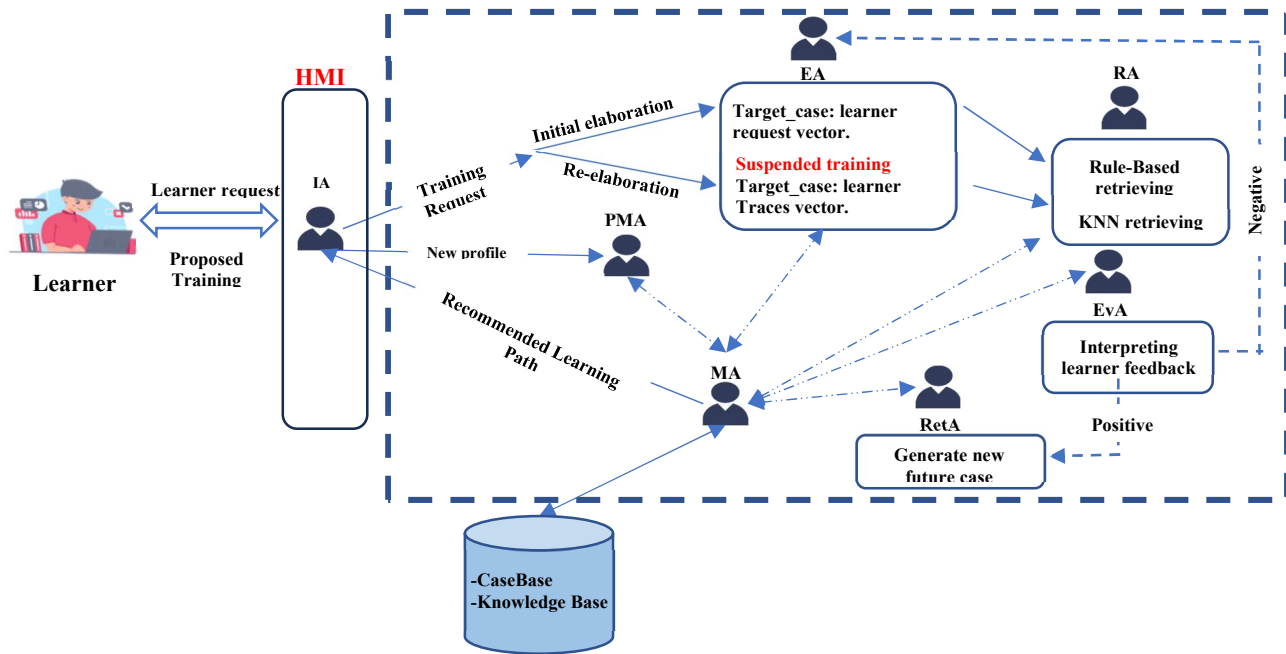 HMI
IA
Learner request
Proposed
Training
Learner
Training
Request
Initial elaboration
Re-elaboration
New profile
Recommended Learning
Path
PMA
MA
EA
Target_case: learner
request vector.
Suspended training
Target_case: learner
Traces vector.
RA
Rule-Based
retrieving
KNN retrieving
Negative
EvA
Interpreting
learner feedback
Positive
RetA
Generate new
future case
-CaseBase
-Knowledge Base